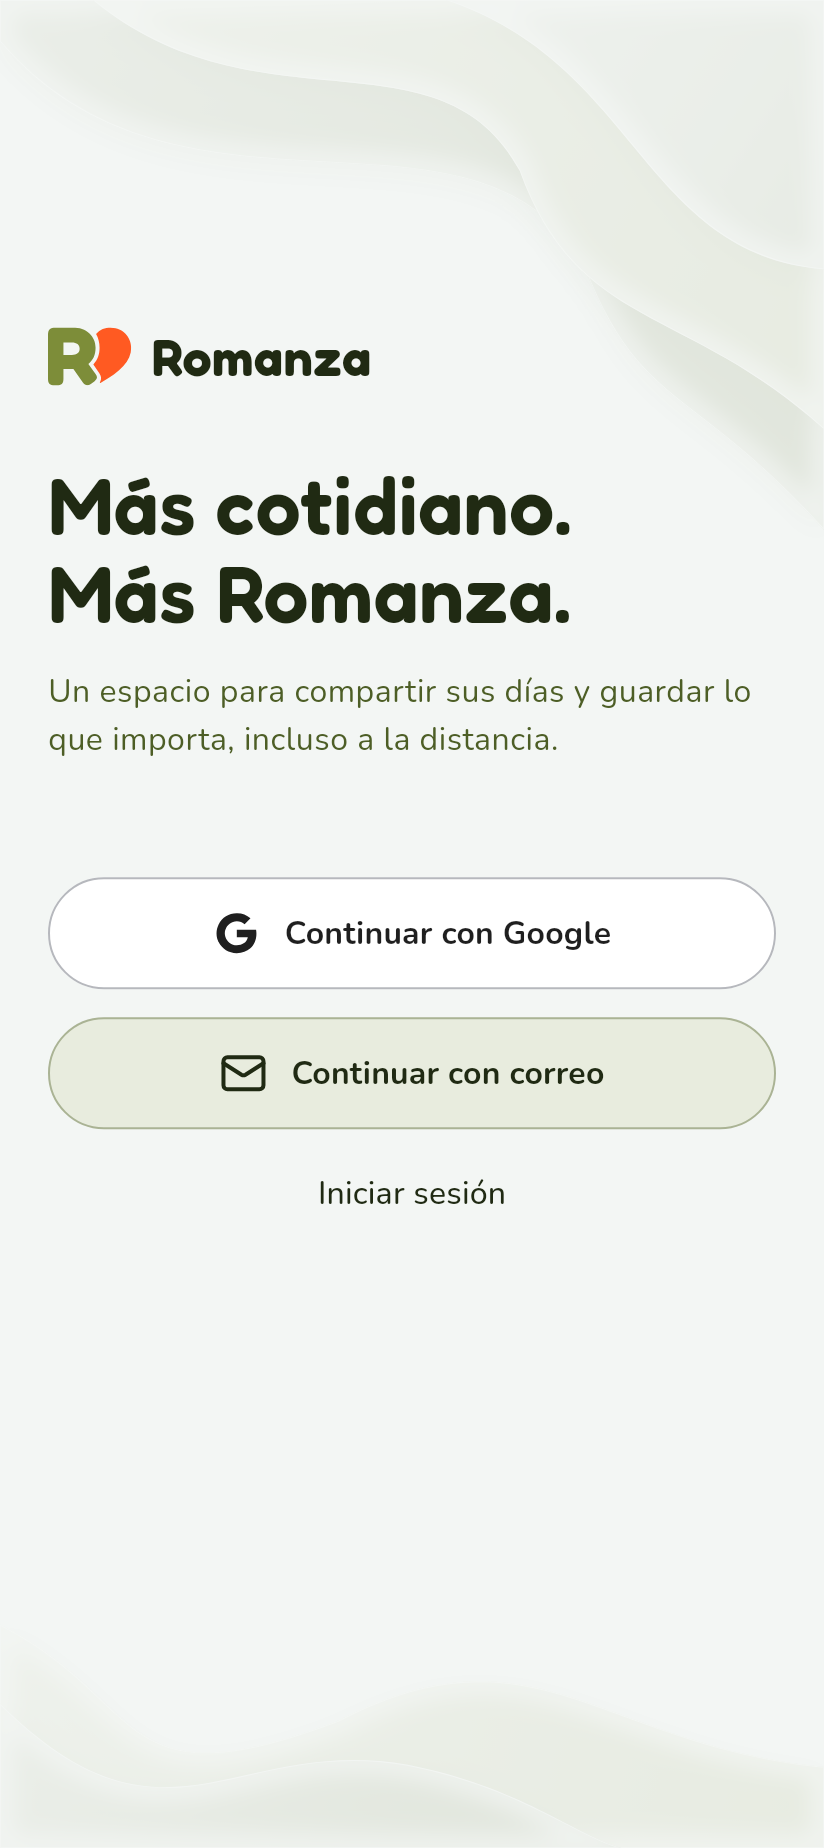 Romanza
Más cotidiano.
Más Romanza.
Un espacio para compartir sus días y guardar lo
que importa, incluso a la distancia.
Continuar con Google
Continuar con correo
Iniciar sesión